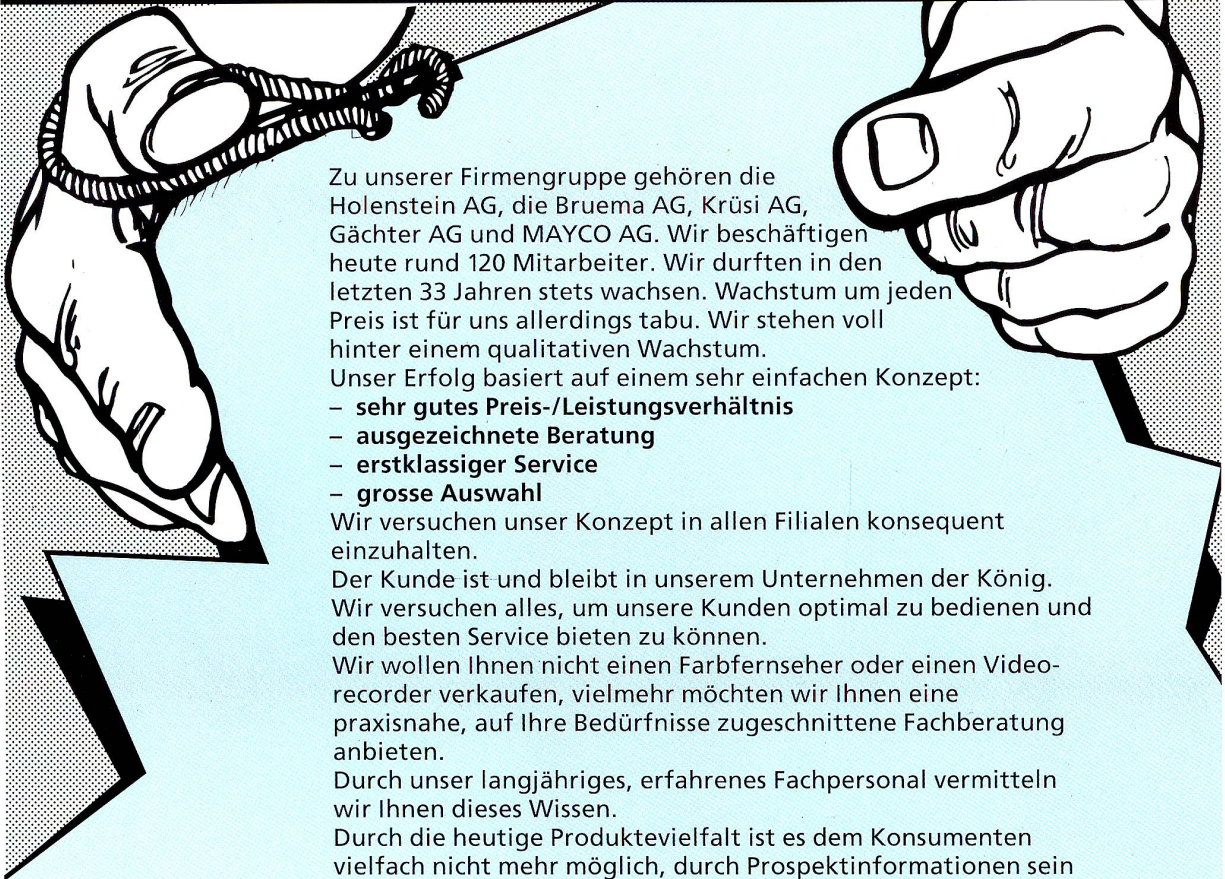 Zu unserer Firmengruppe gehören die
Holenstein AG, die Bruema AG, Krüsi AG,
Gächter AG und MAYCO AG. Wir beschäftigen
heute rund 120 Mitarbeiter. Wir durften in den
letzten 33 Jahren stets wachsen. Wachstum um jeden
Preis ist für uns allerdings tabu. Wir stehen voll
hinter einem qualitativen Wachstum.
Unser Erfolg basiert auf einem sehr einfachen Konzept:
– sehr gutes Preis-/Leistungsverhältnis
– ausgezeichnete Beratung
– erstklassiger Service
– grosse Auswahl
Wir versuchen unser Konzept in allen Filialen konsequent
einzuhalten.
Der Kunde ist und bleibt in unserem Unternehmen der König.
Wir versuchen alles, um unsere Kunden optimal zu bedienen und
den besten Service bieten zu können.
Wir wollen Ihnen nicht einen Farbfernseher oder einen Video-
recorder verkaufen, vielmehr möchten wir Ihnen eine
praxisnahe, auf Ihre Bedürfnisse zugeschnittene Fachberatung
anbieten.
Durch unser langjähriges, erfahrenes Fachpersonal vermitteln
wir Ihnen dieses Wissen.
Durch die heutige Produktevielfalt ist es dem Konsumenten
vielfach nicht mehr möglich, durch Prospektinformationen sein